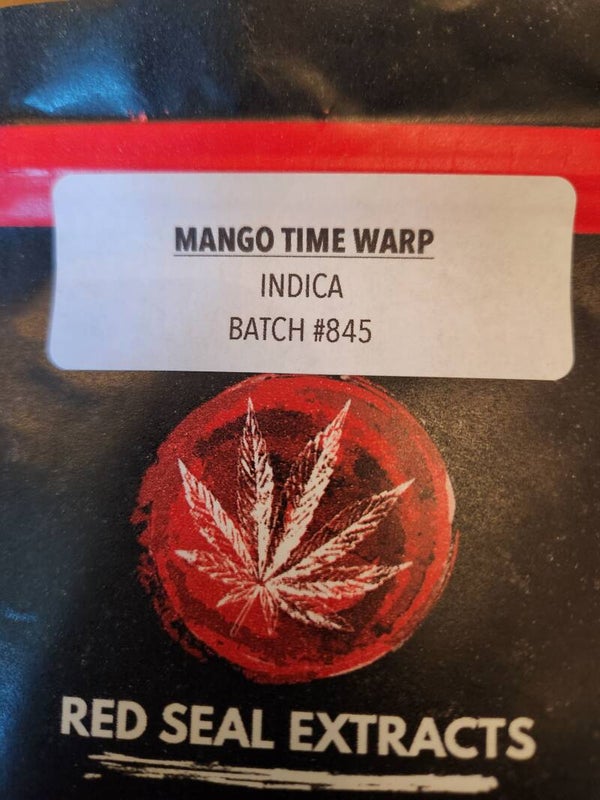 MANGO TIME WARP
INDICA
BATCH #845
RED SEAL EXTRACTS